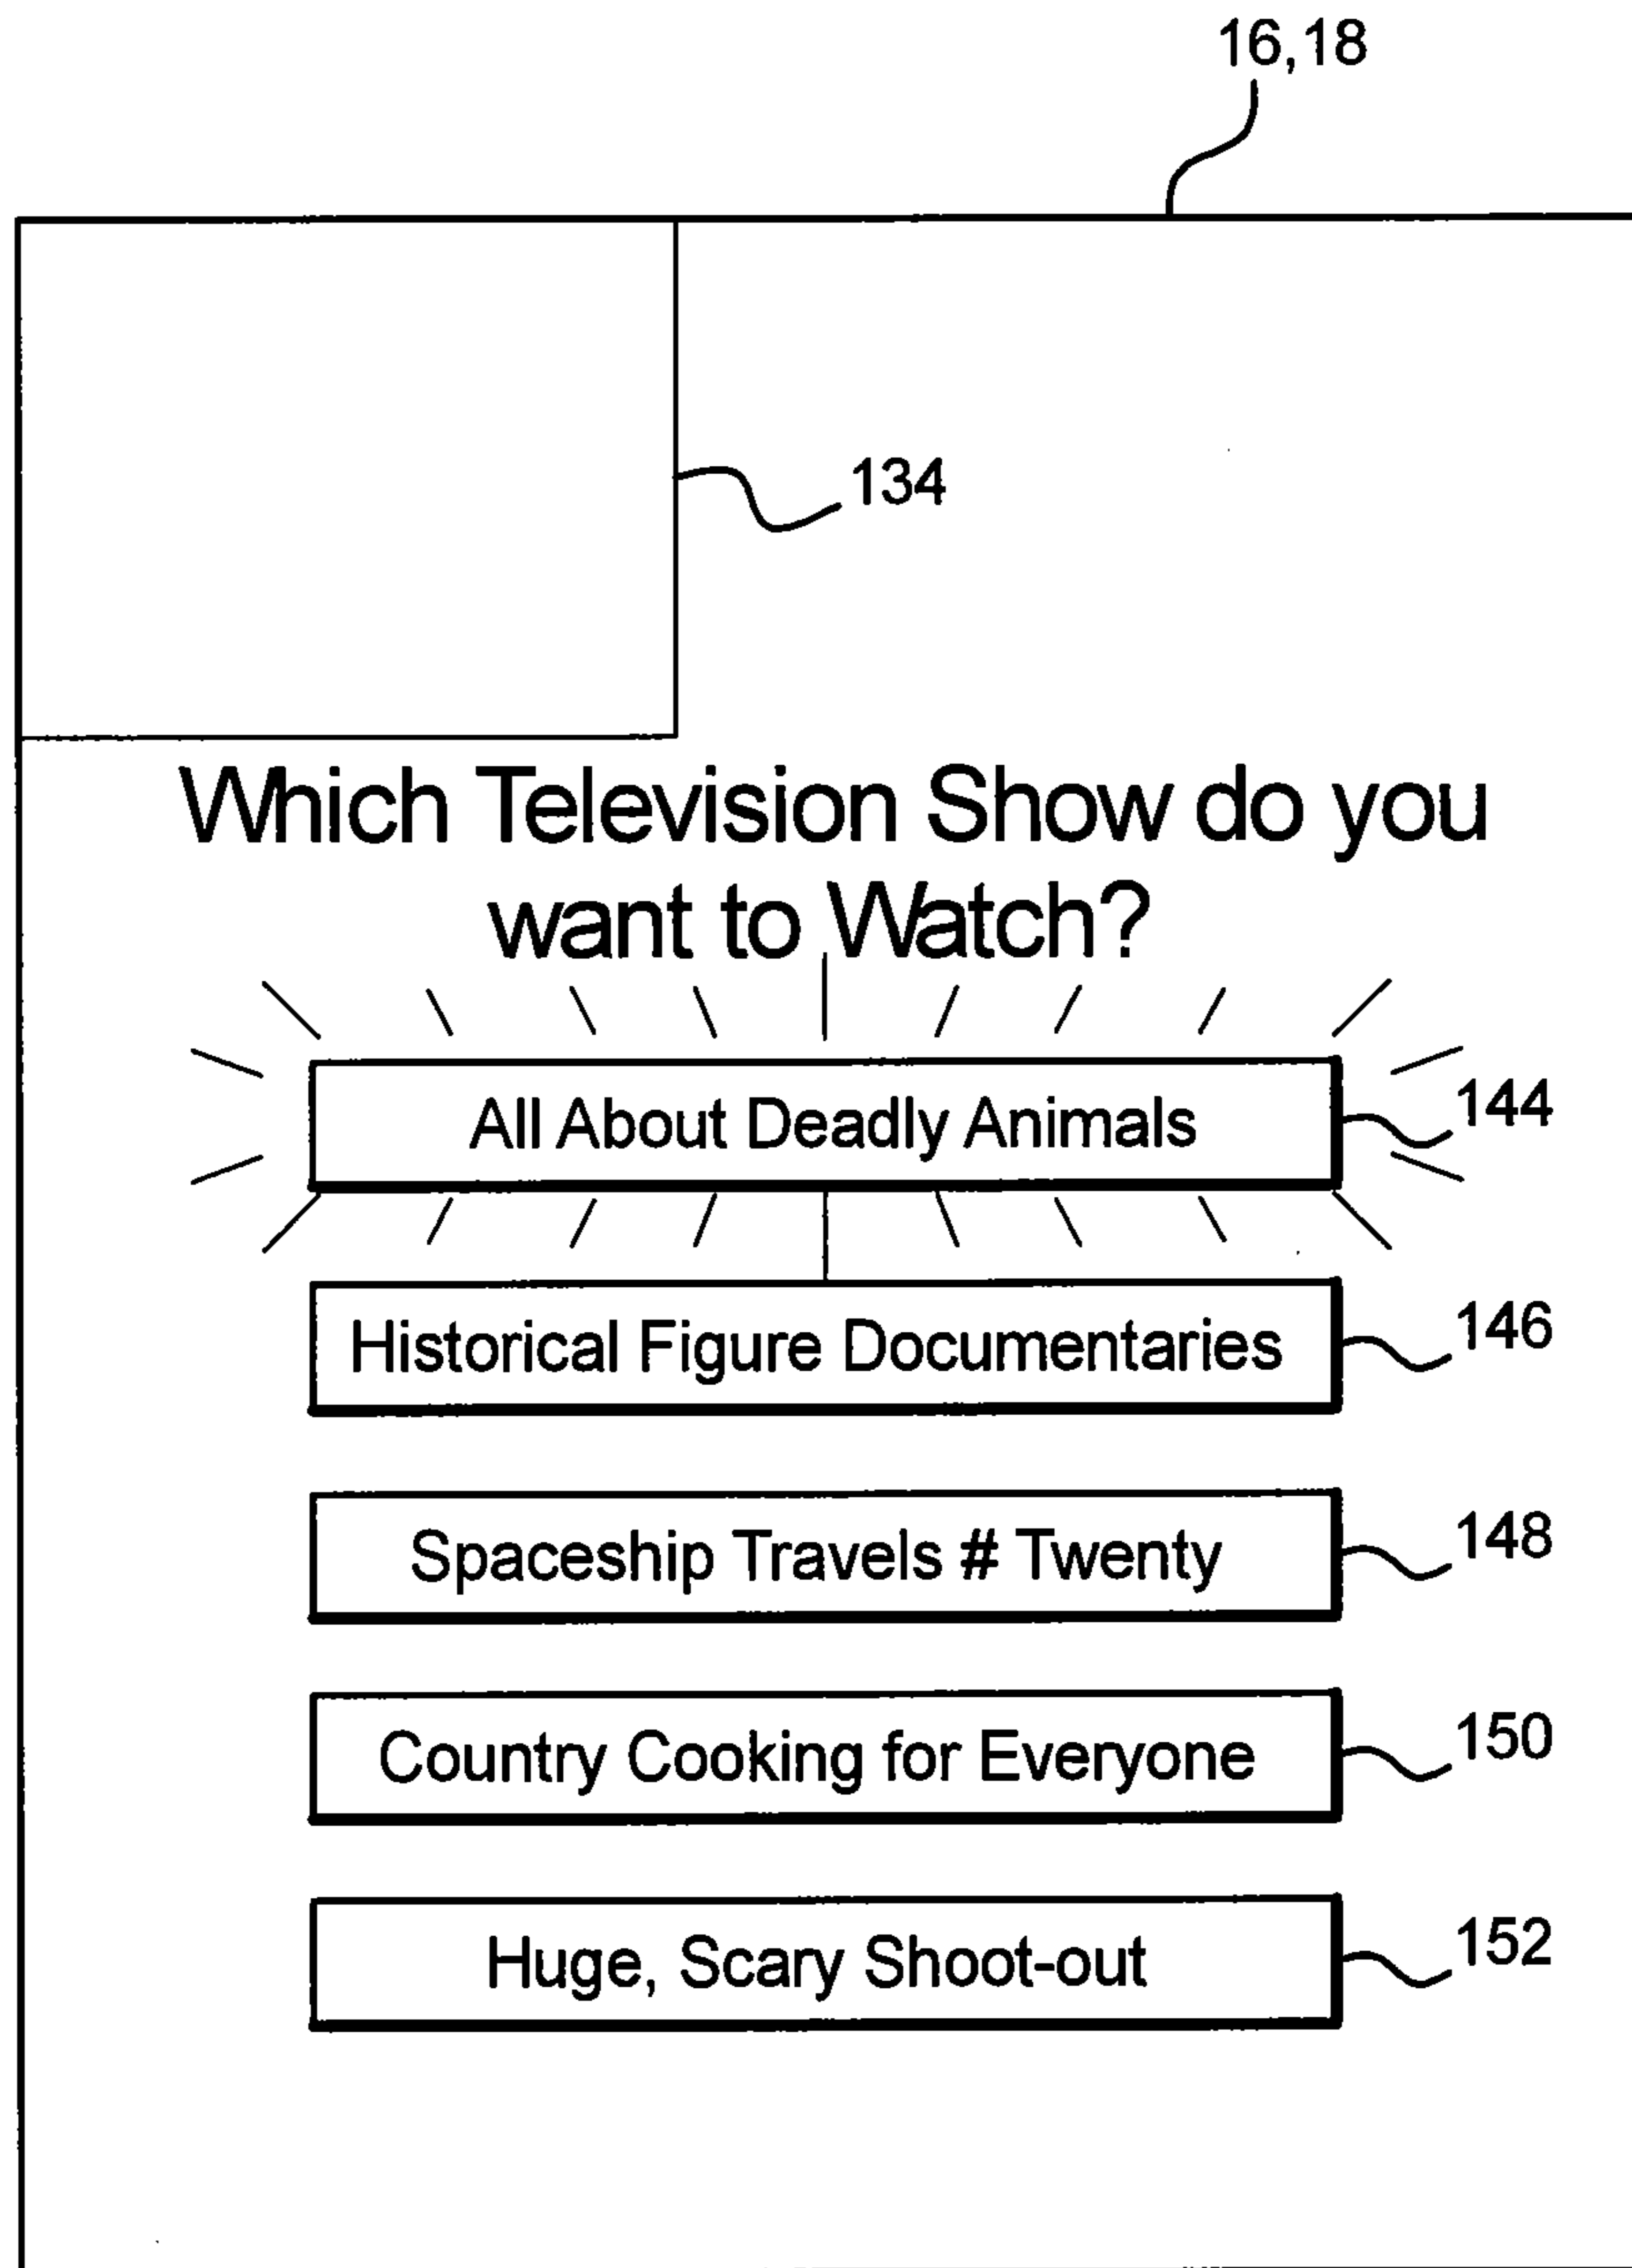 16,18
134
Which Television Show do you
want to Watch?
All About Deadly Animals
144
Historical Figure Documentaries
146
Spaceship Travels # Twenty
148
Country Cooking for Everyone
150
Huge, Scary Shoot-out
152